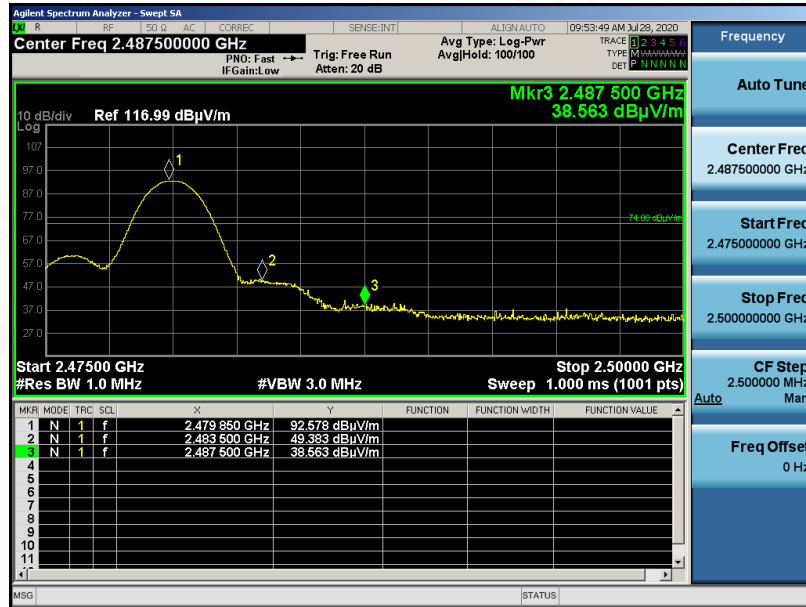 Agilent Spectrum Analyzer - Swept SA
LXI R RF 50 Ω AC CORREC SENSE:INT ALIGN AUTO 09:53:49 AM Jul 28, 2020
Center Freq 2.487500000 GHz
PNO: Fast
IFGain:Low
Trig: Free Run
Atten: 20 dB
Avg Type: Log-Pwr
Avg|Hold: 100/100
TRACE 1 2 3 4 5 6
TYPE M
DET P N N N N N
Mkr3 2.487 500 GHz
38.563 dBµV/m
10 dB/div Ref 116.99 dBµV/m
Log
107
97.0
87.0
77.0
67.0
57.0
47.0
37.0
27.0
1
2
3
74.00 dBµV/m
Start 2.47500 GHz Stop 2.50000 GHz
#Res BW 1.0 MHz #VBW 3.0 MHz Sweep 1.000 ms (1001 pts)
MKR MODE TRC SCL X Y FUNCTION FUNCTION WIDTH FUNCTION VALUE
1 N 1 f 2.479 850 GHz 92.578 dBµV/m
2 N 1 f 2.483 500 GHz 49.383 dBµV/m
3 N 1 f 2.487 500 GHz 38.563 dBµV/m
4
5
6
7
8
9
10
11
MSG STATUS
Frequency
Auto Tune
Center Freq
2.487500000 GHz
Start Freq
2.475000000 GHz
Stop Freq
2.500000000 GHz
CF Step
2.500000 MHz
Auto Man
Freq Offset
0 Hz